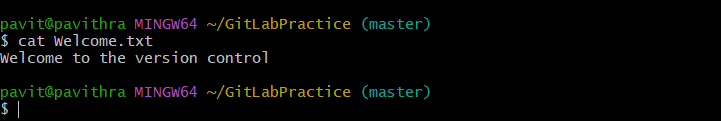 pavit@pavithra MINGW64 ~/GitLabPractice (master)
$ cat Welcome.txt
Welcome to the version control
pavit@pavithra MINGW64 ~/GitLabPractice (master)
$